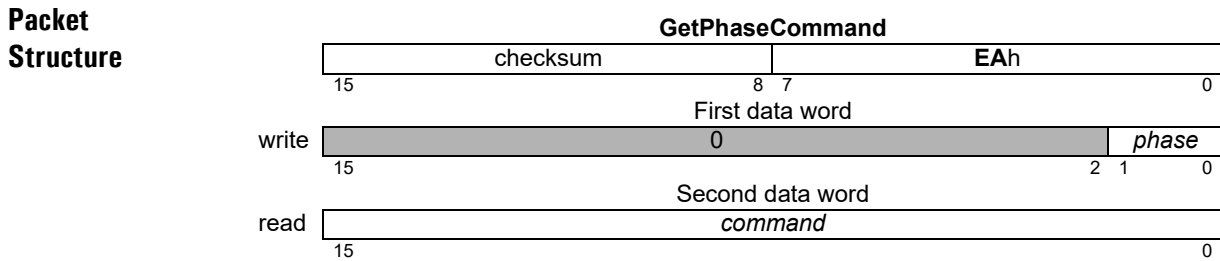 Packet
Structure
GetPhaseCommand
checksum EAh
15 8 7 0
First data word
write 0 phase
15 2 1 0
Second data word
read command
15 0